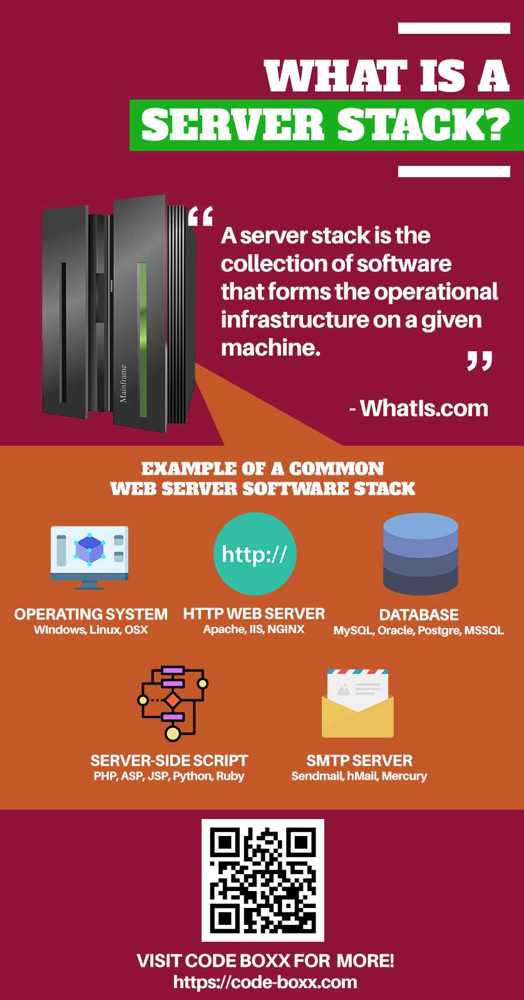 WHAT IS A
SERVER STACK?
“
A server stack is the
collection of software
that forms the operational
infrastructure on a given
machine.
”
- WhatIs.com
Mainframe
EXAMPLE OF A COMMON
WEB SERVER SOFTWARE STACK
http://
OPERATING SYSTEM
WIndows, Linux, OSX
HTTP WEB SERVER
Apache, IIS, NGINX
DATABASE
MySQL, Oracle, Postgre, MSSQL
SERVER-SIDE SCRIPT
PHP, ASP, JSP, Python, Ruby
SMTP SERVER
Sendmail, hMail, Mercury
VISIT CODE BOXX FOR MORE!
https://code-boxx.com